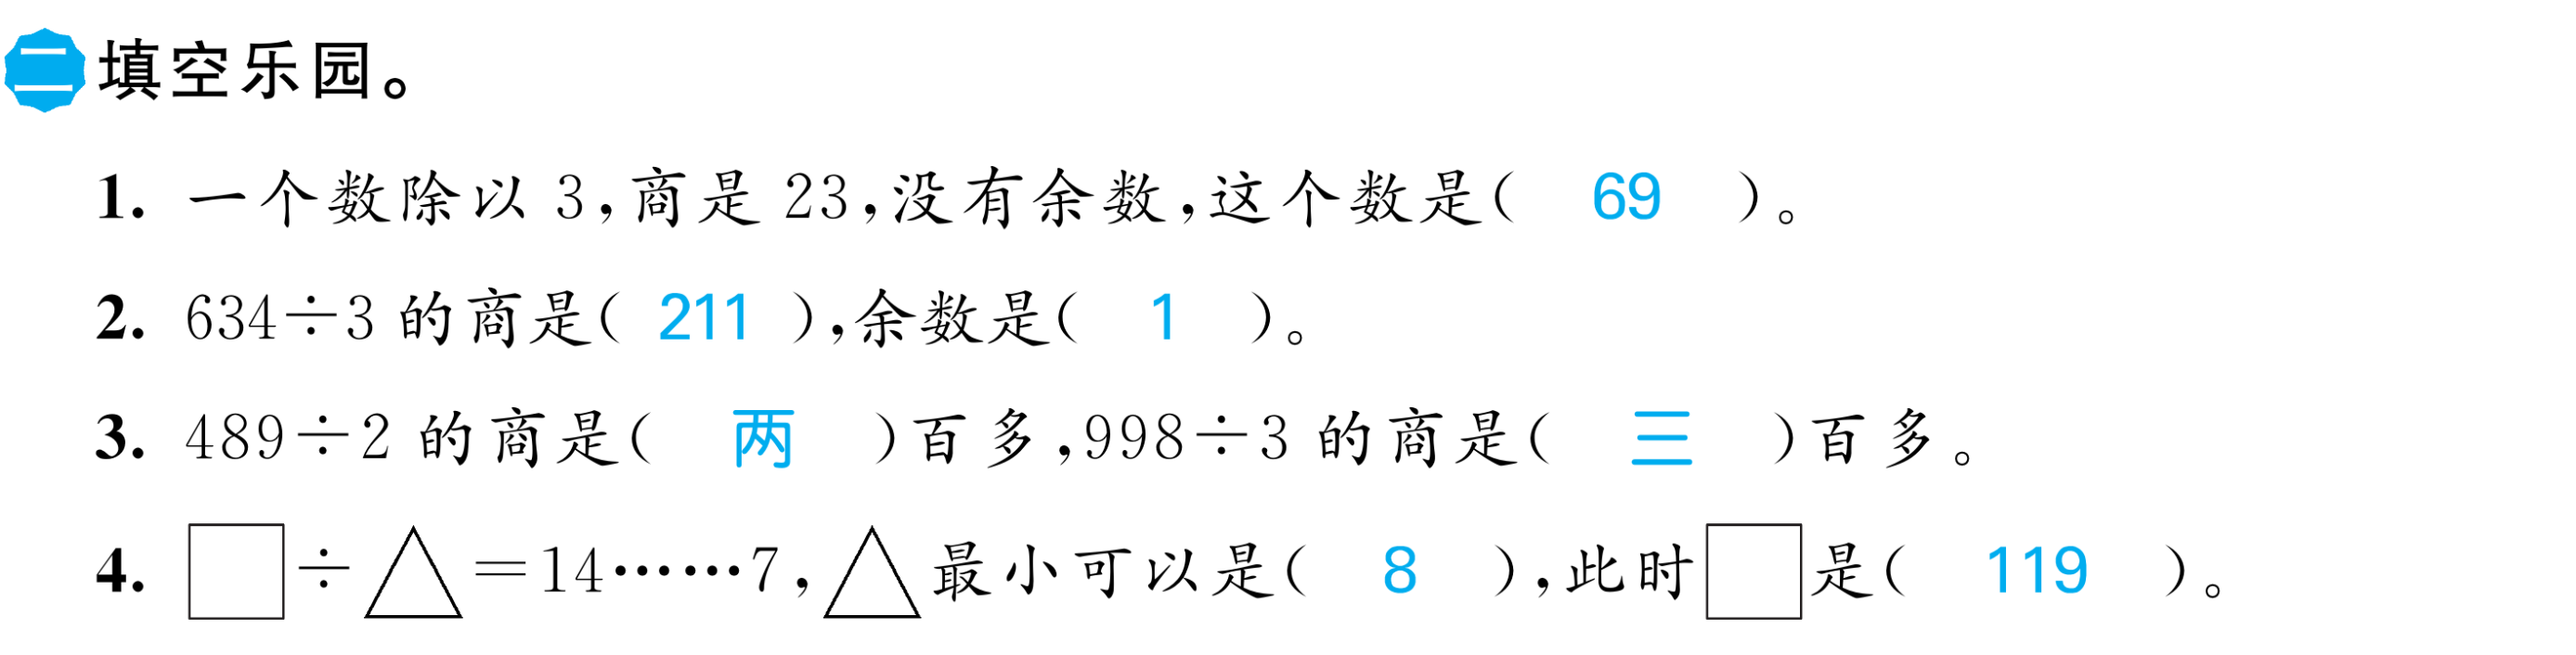 二 填空乐园。
1. 一个数除以 3,商是 23,没有余数,这个数是( 69 )。
2. 634÷3 的商是( 211 ),余数是( 1 )。
3. 489÷2 的商是( 两 )百多,998÷3 的商是( 三 )百多。
4. □÷△=14……7,△最小可以是( 8 ),此时□是( 119 )。